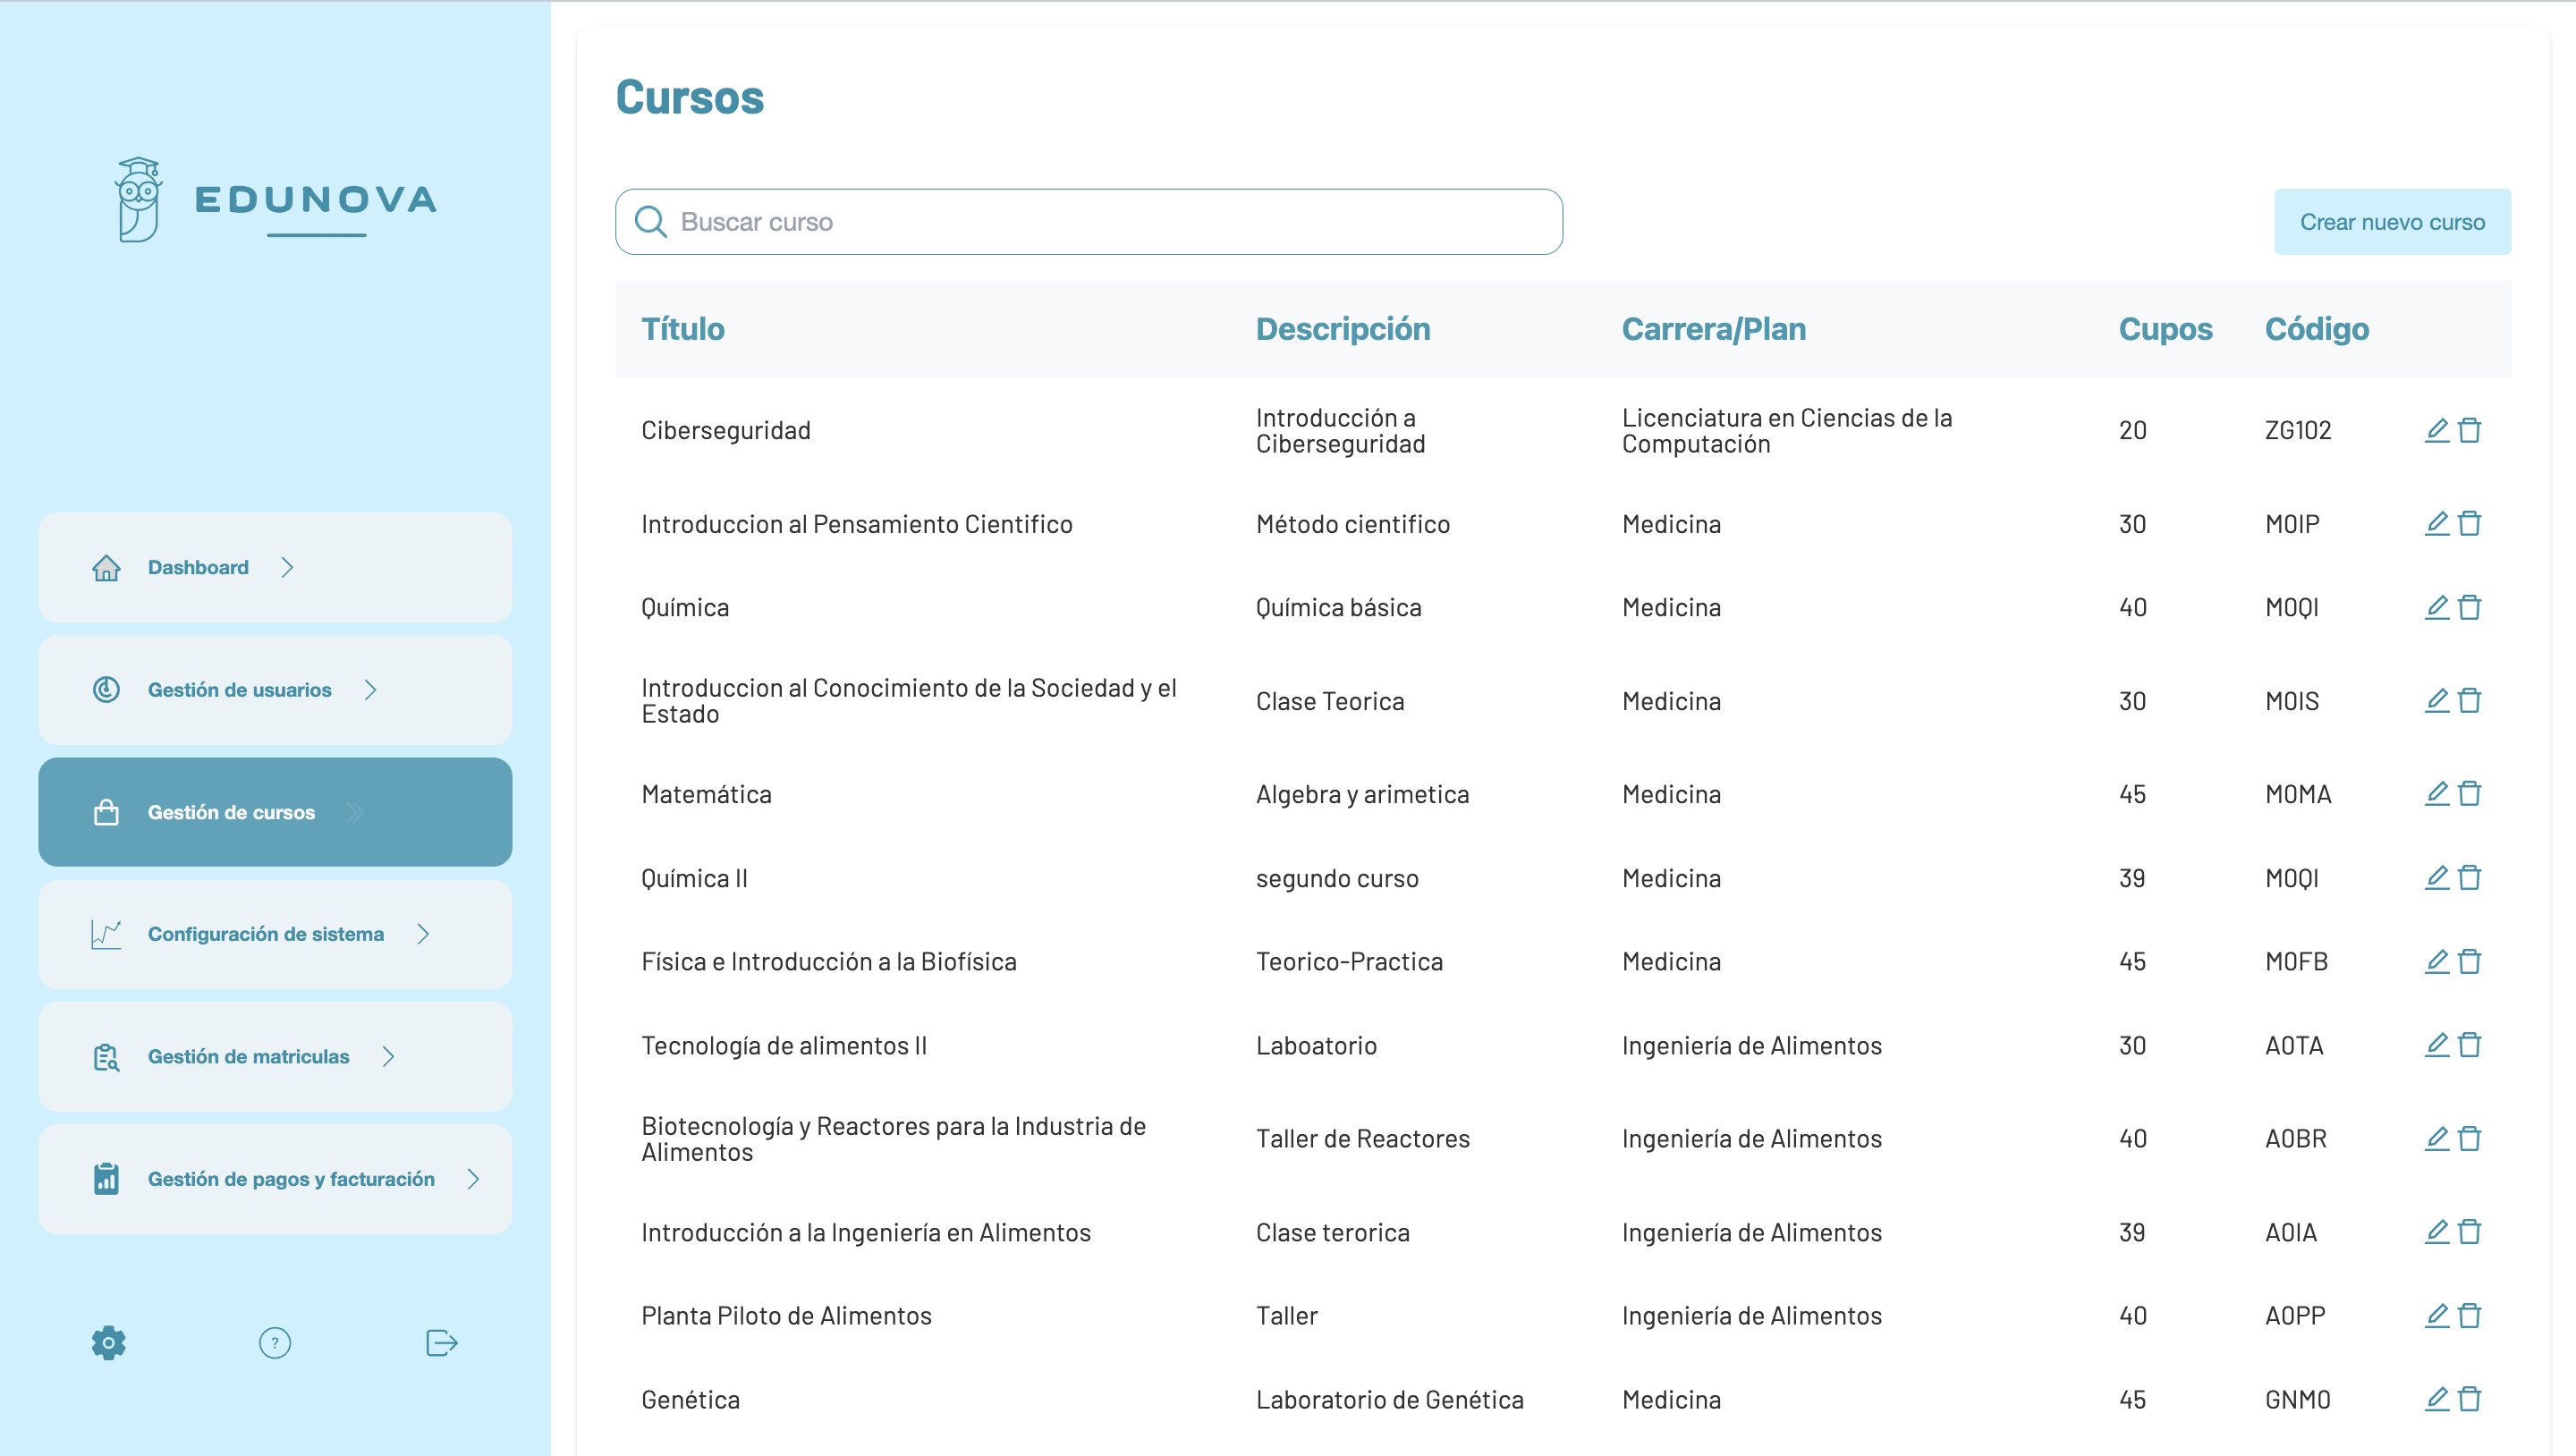 EDUNOVA
Dashboard
Gestión de usuarios
Gestión de cursos
Configuración de sistema
Gestión de matriculas
Gestión de pagos y facturación
?
Cursos
Buscar curso
Crear nuevo curso
Título Descripción Carrera/Plan Cupos Código
Ciberseguridad Introducción a Ciberseguridad Licenciatura en Ciencias de la Computación 20 ZG102
Introduccion al Pensamiento Cientifico Método cientifico Medicina 30 M0IP
Química Química básica Medicina 40 M0QI
Introduccion al Conocimiento de la Sociedad y el Estado Clase Teorica Medicina 30 M0IS
Matemática Algebra y arimetica Medicina 45 M0MA
Química II segundo curso Medicina 39 M0QI
Física e Introducción a la Biofísica Teorico-Practica Medicina 45 M0FB
Tecnología de alimentos II Laboatorio Ingeniería de Alimentos 30 A0TA
Biotecnología y Reactores para la Industria de Alimentos Taller de Reactores Ingeniería de Alimentos 40 A0BR
Introducción a la Ingeniería en Alimentos Clase terorica Ingeniería de Alimentos 39 A0IA
Planta Piloto de Alimentos Taller Ingeniería de Alimentos 40 A0PP
Genética Laboratorio de Genética Medicina 45 GNM0